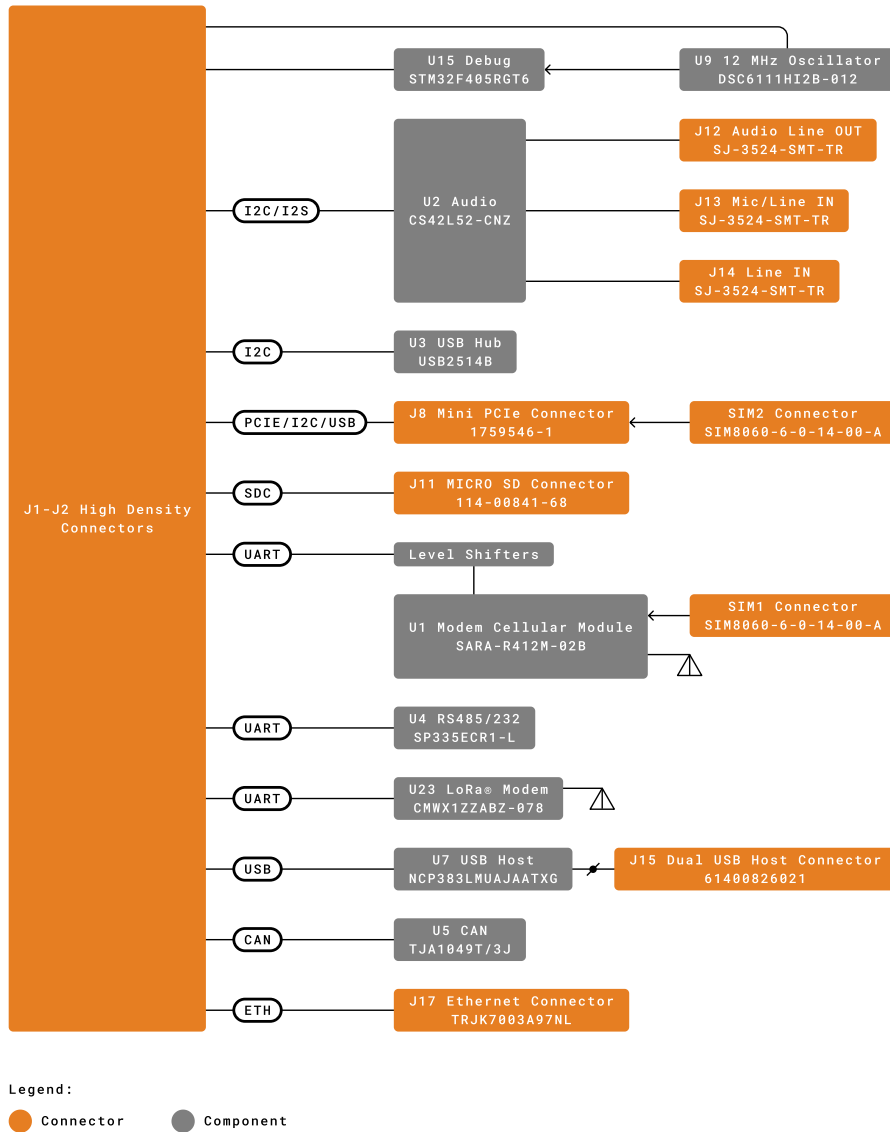 U15 Debug
STM32F405RGT6
U9 12 MHz Oscillator
DSC6111HI2B-012
J12 Audio Line OUT
SJ-3524-SMT-TR
I2C/I2S
U2 Audio
CS42L52-CNZ
J13 Mic/Line IN
SJ-3524-SMT-TR
J14 Line IN
SJ-3524-SMT-TR
I2C
U3 USB Hub
USB2514B
PCIE/I2C/USB
J8 Mini PCIe Connector
1759546-1
SIM2 Connector
SIM8060-6-0-14-00-A
SDC
J11 MICRO SD Connector
114-00841-68
J1-J2 High Density
Connectors
UART
Level Shifters
U1 Modem Cellular Module
SARA-R412M-02B
SIM1 Connector
SIM8060-6-0-14-00-A
UART
U4 RS485/232
SP335ECR1-L
UART
U23 LoRa® Modem
CMWX1ZZABZ-078
USB
U7 USB Host
NCP383LMUAJAATXG
J15 Dual USB Host Connector
61400826021
CAN
U5 CAN
TJA1049T/3J
ETH
J17 Ethernet Connector
TRJK7003A97NL
Legend:
Connector
Component